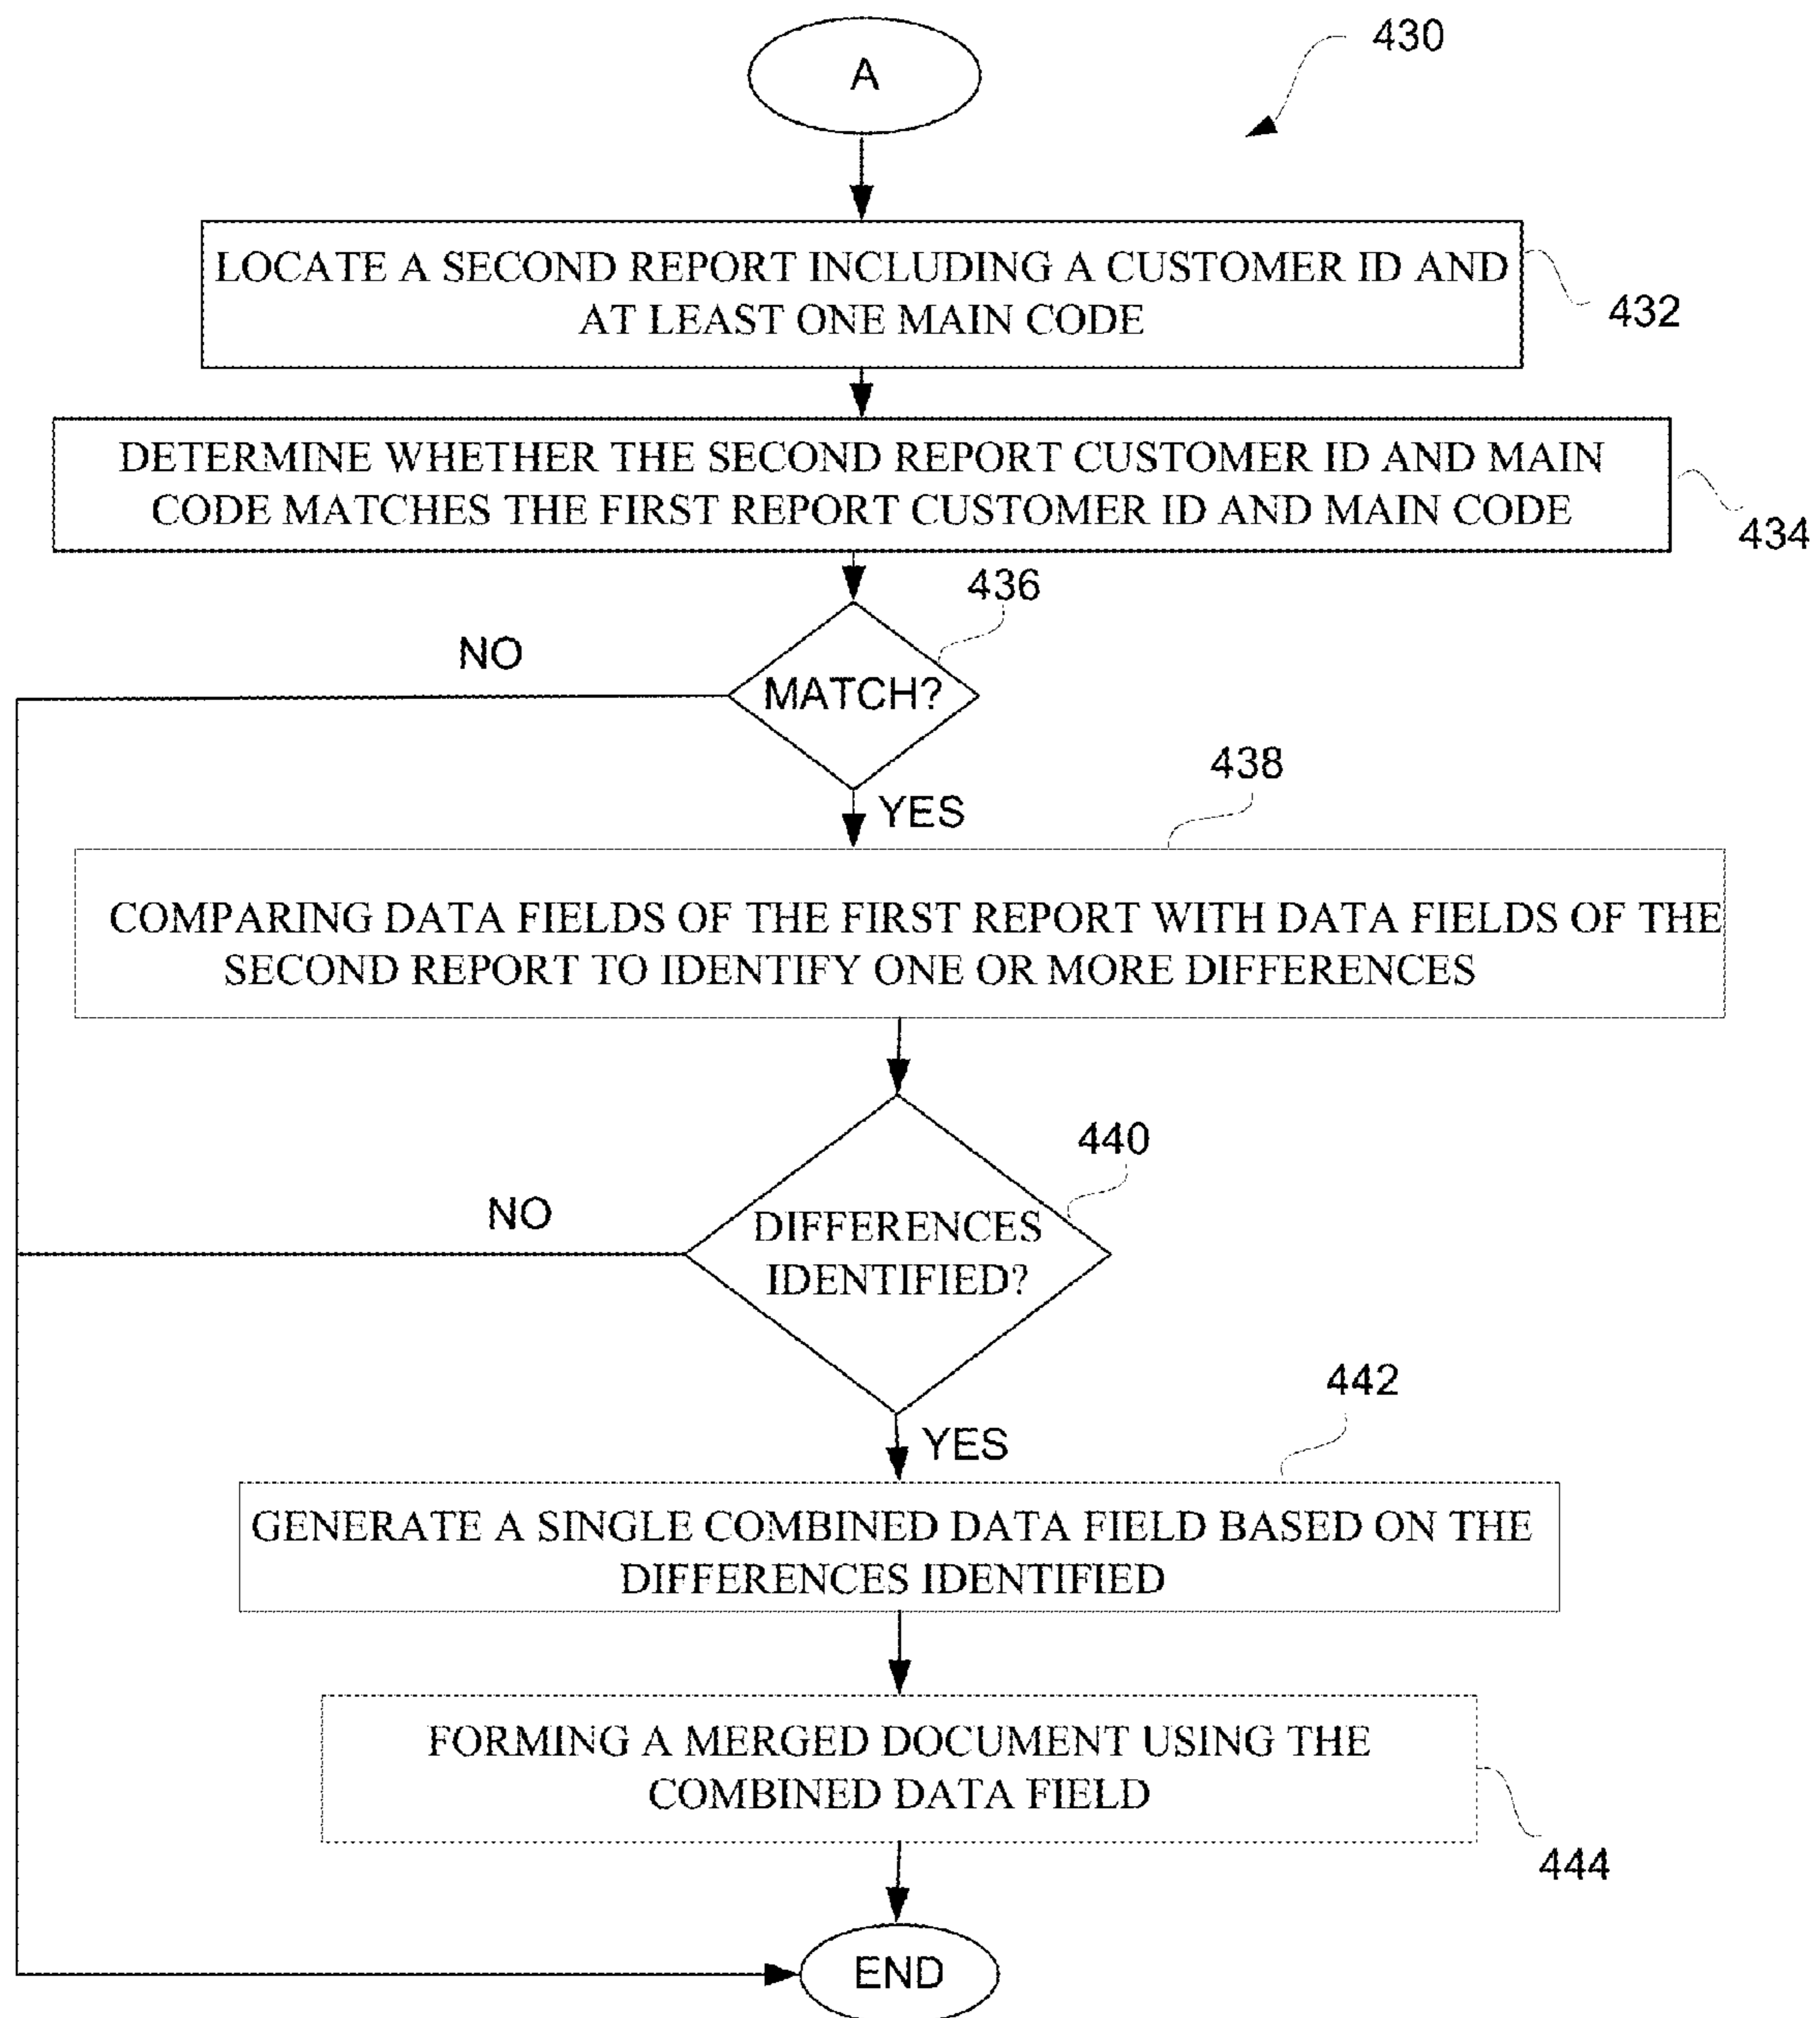 430
A
LOCATE A SECOND REPORT INCLUDING A CUSTOMER ID AND
AT LEAST ONE MAIN CODE
432
DETERMINE WHETHER THE SECOND REPORT CUSTOMER ID AND MAIN
CODE MATCHES THE FIRST REPORT CUSTOMER ID AND MAIN CODE
434
436
NO
MATCH?
438
YES
COMPARING DATA FIELDS OF THE FIRST REPORT WITH DATA FIELDS OF THE
SECOND REPORT TO IDENTIFY ONE OR MORE DIFFERENCES
440
NO
DIFFERENCES
IDENTIFIED?
442
YES
GENERATE A SINGLE COMBINED DATA FIELD BASED ON THE
DIFFERENCES IDENTIFIED
FORMING A MERGED DOCUMENT USING THE
COMBINED DATA FIELD
444
END